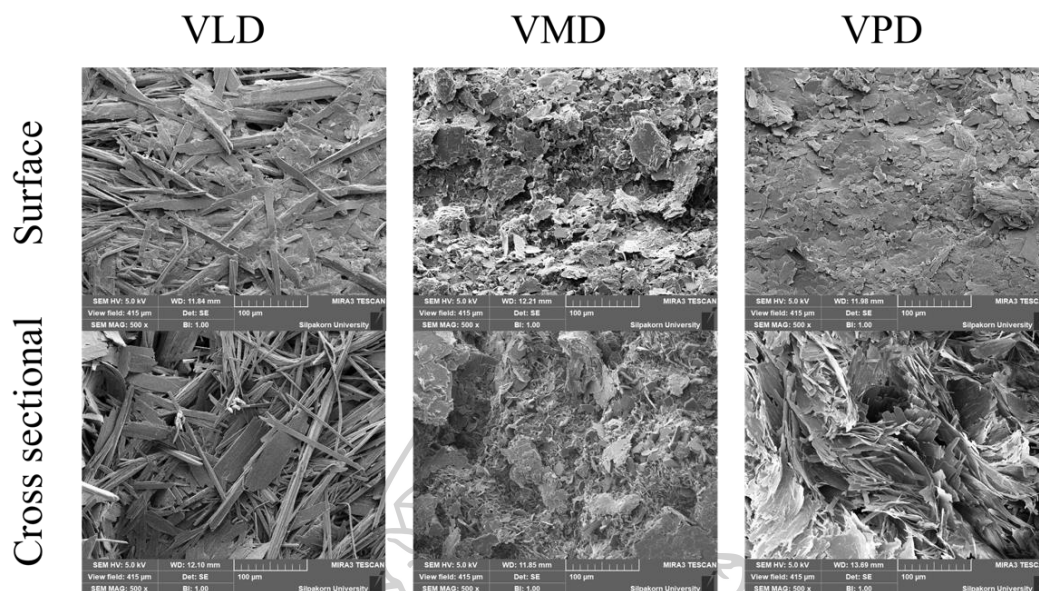 VLD VMD VPD
Surface
SEM HV: 5.0 kV WD: 11.84 mm MIRA3 TESCAN
View field: 415 µm Det: SE 100 µm
SEM MAG: 500 x BI: 1.00 Silpakorn University
SEM HV: 5.0 kV WD: 12.21 mm MIRA3 TESCAN
View field: 415 µm Det: SE 100 µm
SEM MAG: 500 x BI: 1.00 Silpakorn University
SEM HV: 5.0 kV WD: 11.98 mm MIRA3 TESCAN
View field: 415 µm Det: SE 100 µm
SEM MAG: 500 x BI: 1.00 Silpakorn University
Cross sectional
SEM HV: 5.0 kV WD: 12.10 mm MIRA3 TESCAN
View field: 415 µm Det: SE 100 µm
SEM MAG: 500 x BI: 1.00 Silpakorn University
SEM HV: 5.0 kV WD: 11.85 mm MIRA3 TESCAN
View field: 415 µm Det: SE 100 µm
SEM MAG: 500 x BI: 1.00 Silpakorn University
SEM HV: 5.0 kV WD: 13.69 mm MIRA3 TESCAN
View field: 415 µm Det: SE 100 µm
SEM MAG: 500 x BI: 1.00 Silpakorn University